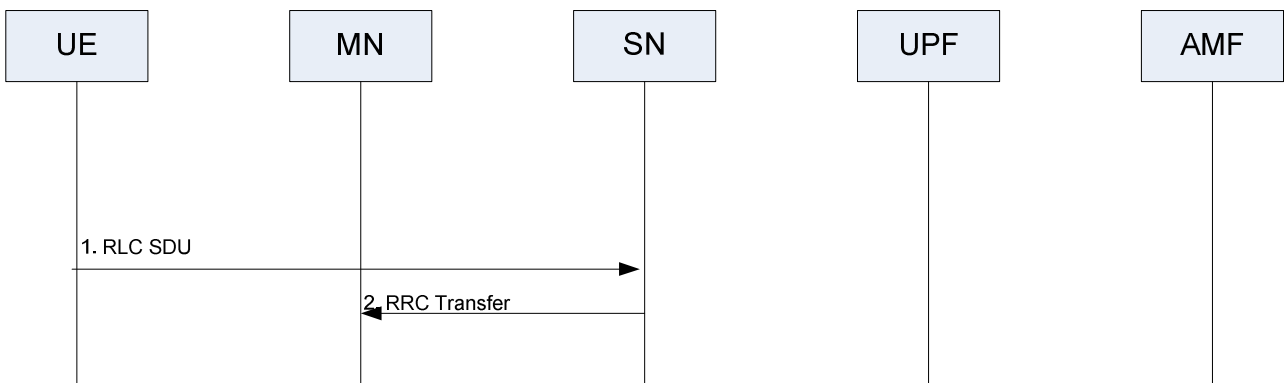 UE
MN
SN
UPF
AMF
1. RLC SDU
2. RRC Transfer